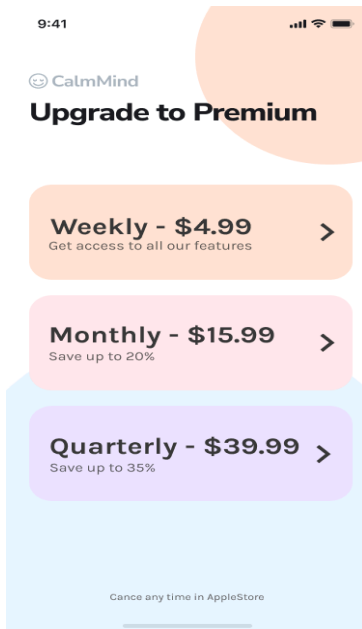 9:41
CalmMind
Upgrade to Premium
Weekly - $4.99
Get access to all our features
Monthly - $15.99
Save up to 20%
Quarterly - $39.99
Save up to 35%
Cance any time in AppleStore